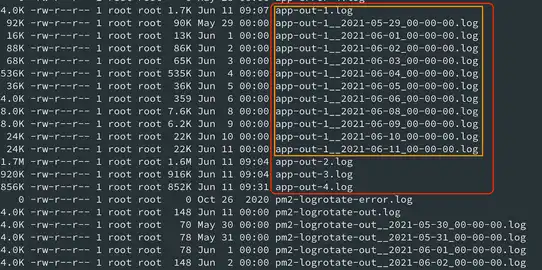 4.0K -rw-r--r-- 1 root root 1.7K Jun 11 00:07 app-out-1.log
92K -rw-r--r-- 1 root root 90K May 29 00:00 app-out-1__2021-05-29_00-00-00.log
16K -rw-r--r-- 1 root root 13K Jun 1 00:00 app-out-1__2021-06-01_00-00-00.log
88K -rw-r--r-- 1 root root 86K Jun 2 00:00 app-out-1__2021-06-02_00-00-00.log
68K -rw-r--r-- 1 root root 65K Jun 3 00:00 app-out-1__2021-06-03_00-00-00.log
536K -rw-r--r-- 1 root root 535K Jun 4 00:00 app-out-1__2021-06-04_00-00-00.log
36K -rw-r--r-- 1 root root 36K Jun 5 00:00 app-out-1__2021-06-05_00-00-00.log
4.0K -rw-r--r-- 1 root root 359 Jun 6 00:00 app-out-1__2021-06-06_00-00-00.log
8.0K -rw-r--r-- 1 root root 7.6K Jun 8 00:00 app-out-1__2021-06-08_00-00-00.log
8.0K -rw-r--r-- 1 root root 6.2K Jun 9 00:00 app-out-1__2021-06-09_00-00-00.log
24K -rw-r--r-- 1 root root 22K Jun 10 00:00 app-out-1__2021-06-10_00-00-00.log
24K -rw-r--r-- 1 root root 22K Jun 11 00:00 app-out-1__2021-06-11_00-00-00.log
1.7M -rw-r--r-- 1 root root 1.6M Jun 11 09:04 app-out-2.log
920K -rw-r--r-- 1 root root 916K Jun 11 09:04 app-out-3.log
856K -rw-r--r-- 1 root root 852K Jun 11 09:31 app-out-4.log
0 -rw-r--r-- 1 root root 0 Oct 26 2020 pm2-logrotate-error.log
4.0K -rw-r--r-- 1 root root 148 Jun 11 00:00 pm2-logrotate-out.log
4.0K -rw-r--r-- 1 root root 70 May 30 00:00 pm2-logrotate-out__2021-05-30_00-00-00.log
4.0K -rw-r--r-- 1 root root 78 May 31 00:00 pm2-logrotate-out__2021-05-31_00-00-00.log
4.0K -rw-r--r-- 1 root root 78 Jun 1 00:00 pm2-logrotate-out__2021-06-01_00-00-00.log
4.0K -rw-r--r-- 1 root root 148 Jun 2 00:00 pm2-logrotate-out__2021-06-02_00-00-00.log